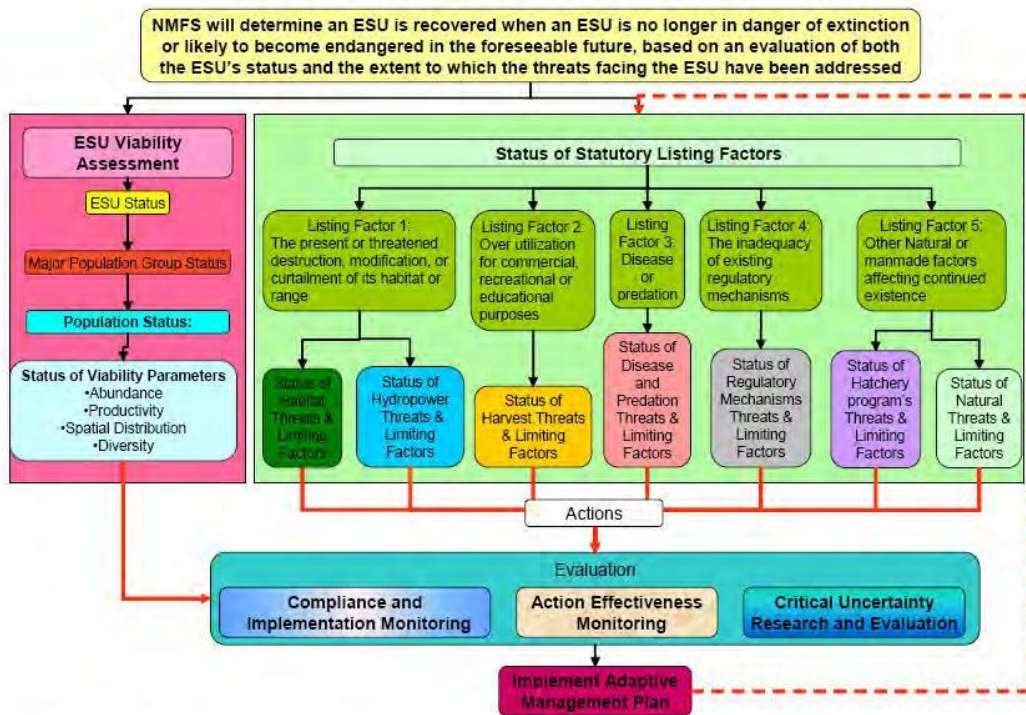 NMFS will determine an ESU is recovered when an ESU is no longer in danger of extinction
or likely to become endangered in the foreseeable future, based on an evaluation of both
the ESU's status and the extent to which the threats facing the ESU have been addressed
ESU Viability
Assessment
ESU Status
Major Population Group Status
Population Status:
Status of Viability Parameters
•Abundance
•Productivity
•Spatial Distribution
•Diversity
Status of Statutory Listing Factors
Listing Factor 1:
The present or threatened
destruction, modification, or
curtailment of its habitat or
range
Listing Factor 2:
Over utilization
for commercial,
recreational or
educational
purposes
Listing
Factor 3:
Disease
or
predation
Listing Factor 4:
The inadequacy
of existing
regulatory
mechanisms
Listing Factor 5:
Other Natural or
manmade factors
affecting continued
existence
Status of
Habitat
Threats &
Limiting
Factors
Status of
Hydropower
Threats &
Limiting
Factors
Status of
Harvest Threats
& Limiting
Factors
Status of
Disease
and
Predation
Threats &
Limiting
Factors
Status of
Regulatory
Mechanisms
Threats &
Limiting
Factors
Status of
Hatchery
program's
Threats &
Limiting
Factors
Status of
Natural
Threats &
Limiting
Factors
Actions
Evaluation
Compliance and
Implementation Monitoring
Action Effectiveness
Monitoring
Critical Uncertainty
Research and Evaluation
Implement Adaptive
Management Plan